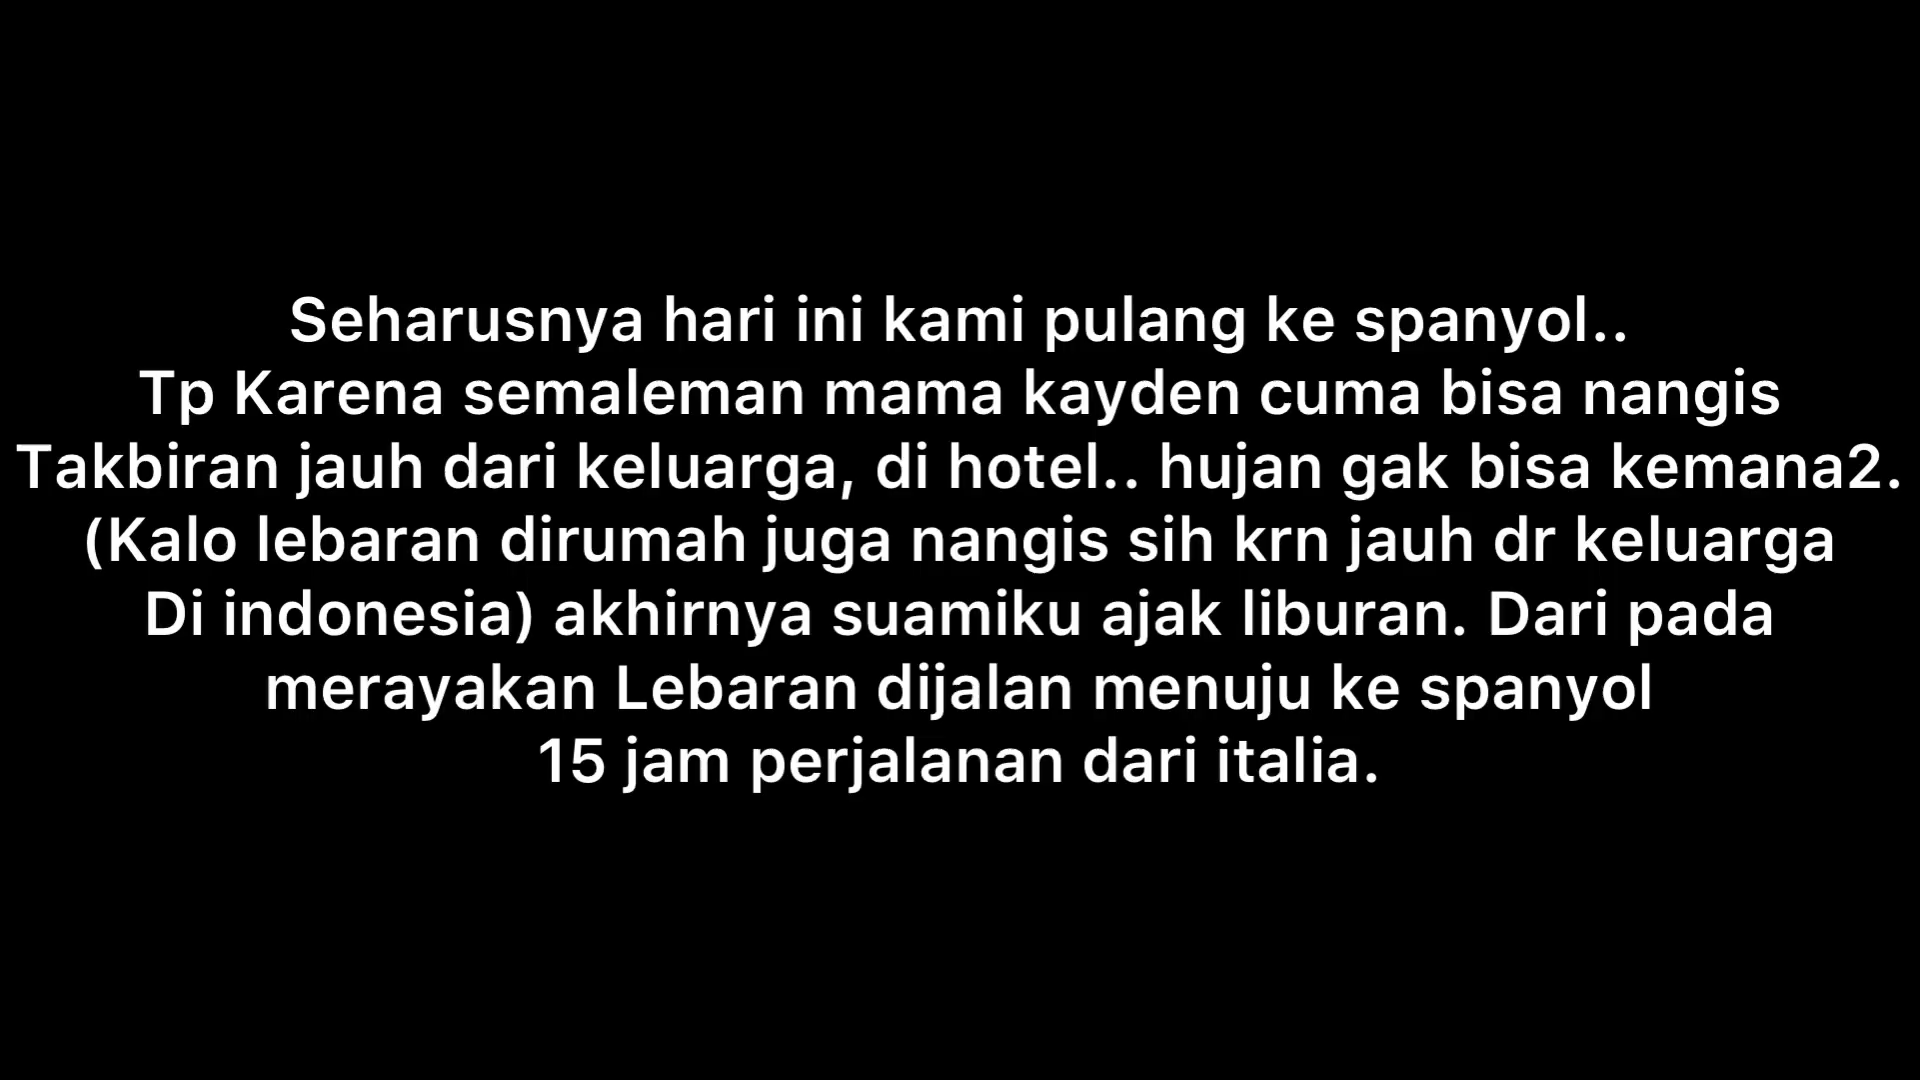 Seharusnya hari ini kami pulang ke spanyol..
Tp Karena semaleman mama kayden cuma bisa nangis
Takbiran jauh dari keluarga, di hotel.. hujan gak bisa kemana2.
(Kalo lebaran dirumah juga nangis sih krn jauh dr keluarga
Di indonesia) akhirnya suamiku ajak liburan. Dari pada
merayakan Lebaran dijalan menuju ke spanyol
15 jam perjalanan dari italia.